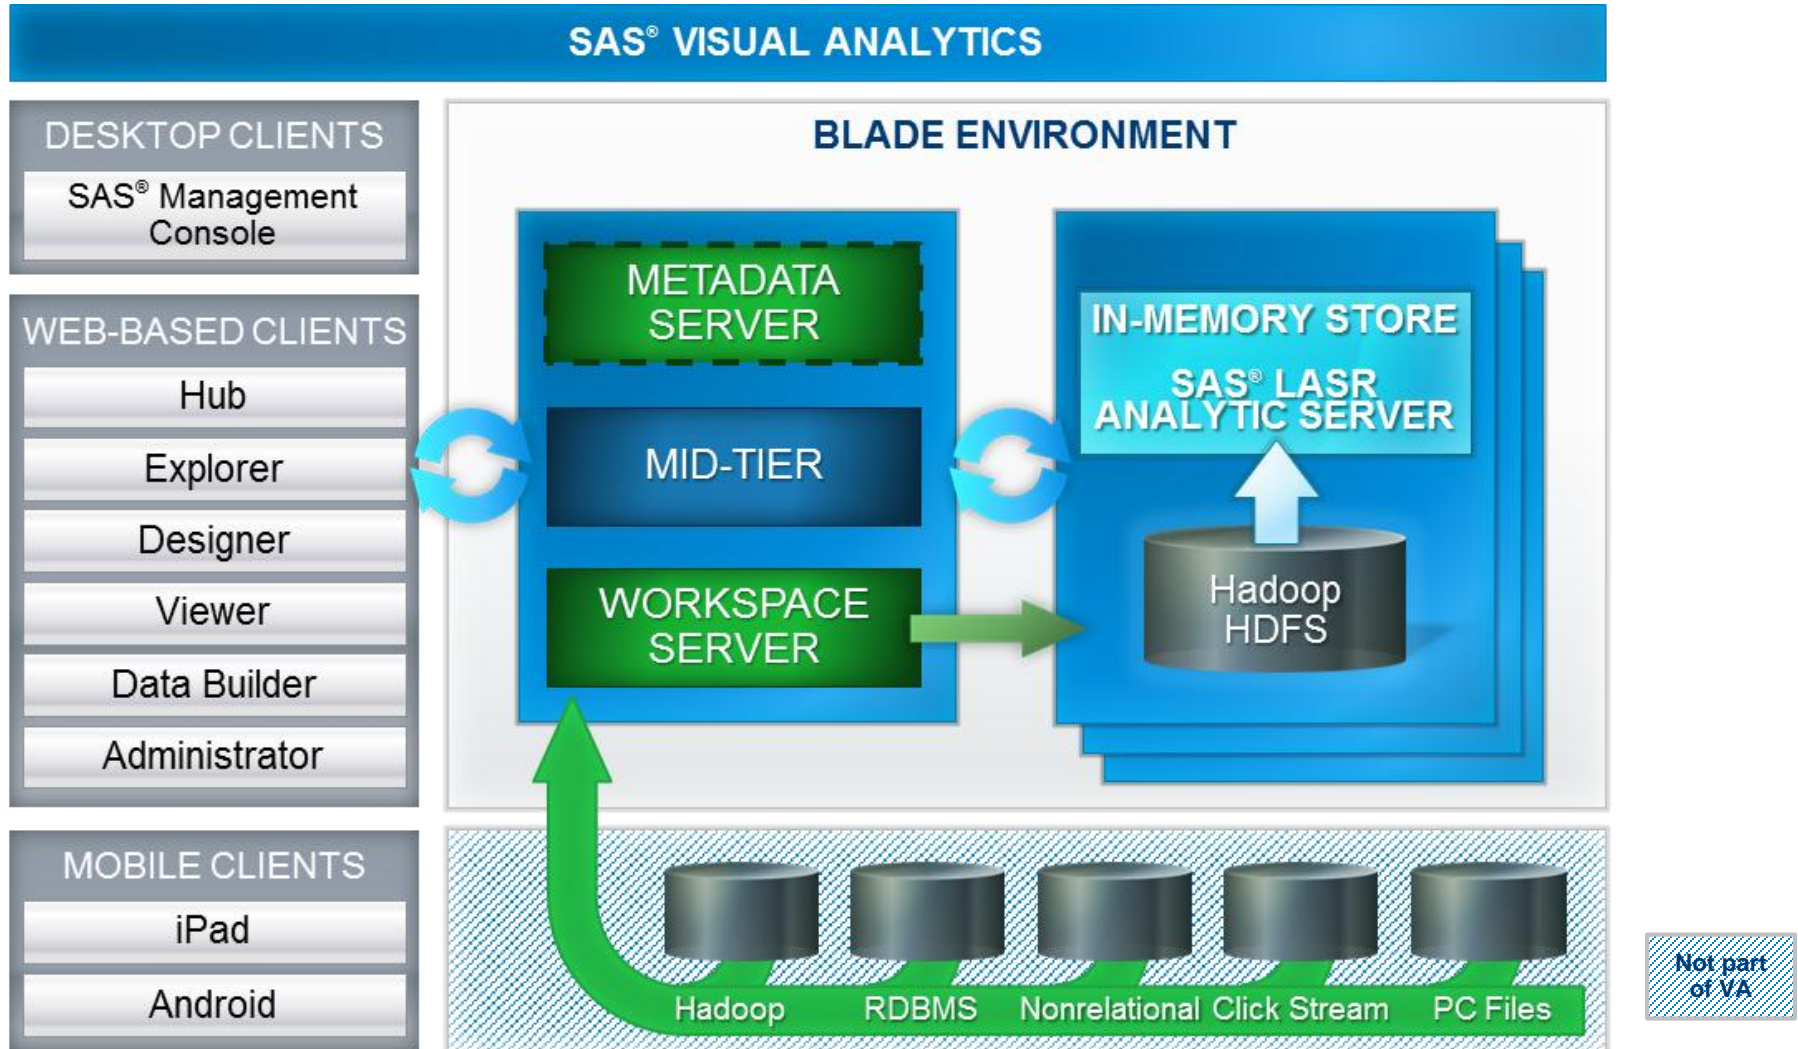 SAS® VISUAL ANALYTICS
DESKTOP CLIENTS
SAS® Management
Console
WEB-BASED CLIENTS
Hub
Explorer
Designer
Viewer
Data Builder
Administrator
MOBILE CLIENTS
iPad
Android
BLADE ENVIRONMENT
METADATA
SERVER
MID-TIER
WORKSPACE
SERVER
IN-MEMORY STORE
SAS® LASR
ANALYTIC SERVER
Hadoop
HDFS
Hadoop
RDBMS
Nonrelational
Click Stream
PC Files
Not part
of VA